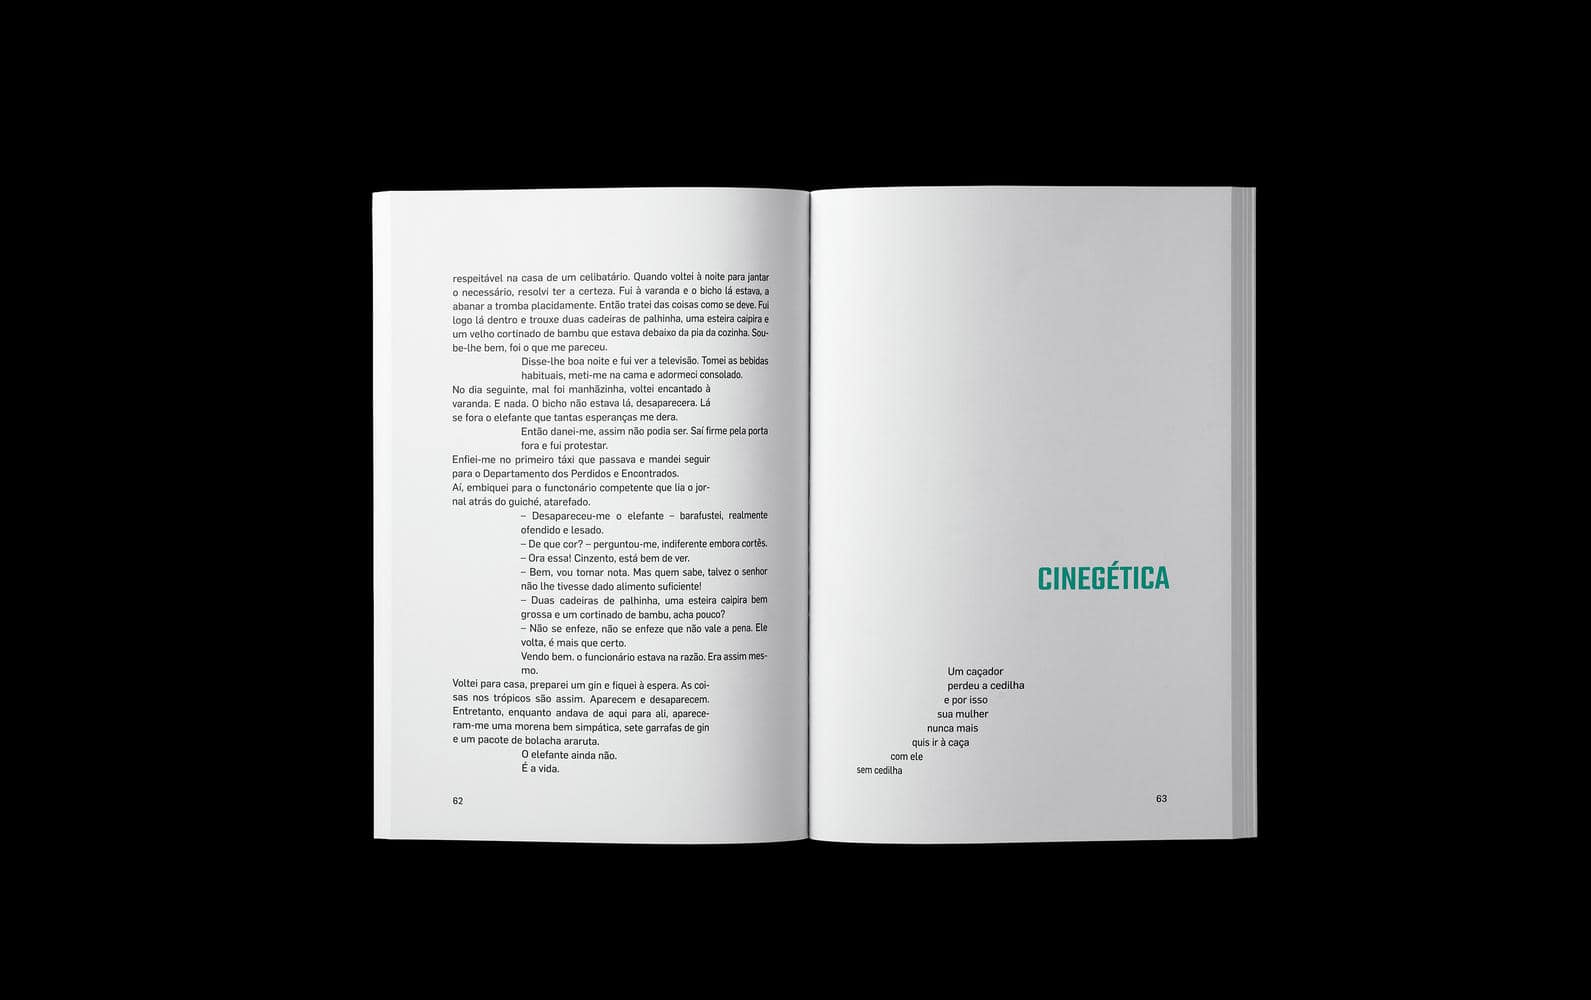 respeitável na casa de um celibatário. Quando voltei à noite para jantar
o necessário, resolvi ter a certeza. Fui à varanda e o bicho lá estava, a
abanar a tromba placidamente. Então tratei das coisas como se deve. Fui
logo lá dentro e trouxe duas cadeiras de palhinha, uma esteira caipira e
um velho cortinado de bambu que estava debaixo da pia da cozinha. Sou-
be-lhe bem, foi o que me pareceu.
Disse-lhe boa noite e fui ver a televisão. Tomei as bebidas
habituais, meti-me na cama e adormeci consolado.
No dia seguinte, mal foi manhãzinha, voltei encantado à
varanda. E nada. O bicho não estava lá, desaparecera. Lá
se fora o elefante que tantas esperanças me dera.
Então danei-me, assim não podia ser. Saí firme pela porta
fora e fui protestar.
Enfiei-me no primeiro táxi que passava e mandei seguir
para o Departamento dos Perdidos e Encontrados.
Aí, embiquei para o functonário competente que lia o jor-
nal atrás do guiché, atarefado.
– Desapareceu-me o elefante – barafustei, realmente
ofendido e lesado.
– De que cor? – perguntou-me, indiferente embora cortês.
– Ora essa! Cinzento, está bem de ver.
– Bem, vou tomar nota. Mas quem sabe, talvez o senhor
não lhe tivesse dado alimento suficiente!
– Duas cadeiras de palhinha, uma esteira caipira bem
grossa e um cortinado de bambu, acha pouco?
– Não se enfeze, não se enfeze que não vale a pena. Ele
volta, é mais que certo.
Vendo bem. o funcionário estava na razão. Era assim mes-
mo.
Voltei para casa, preparei um gin e fiquei à espera. As coi-
sas nos trópicos são assim. Aparecem e desaparecem.
Entretanto, enquanto andava de aqui para ali, aparece-
ram-me uma morena bem simpática, sete garrafas de gin
e um pacote de bolacha araruta.
O elefante ainda não.
É a vida.
62
CINEGÉTICA
Um caçador
perdeu a cedilha
e por isso
sua mulher
nunca mais
quis ir à caça
com ele
sem cedilha
63